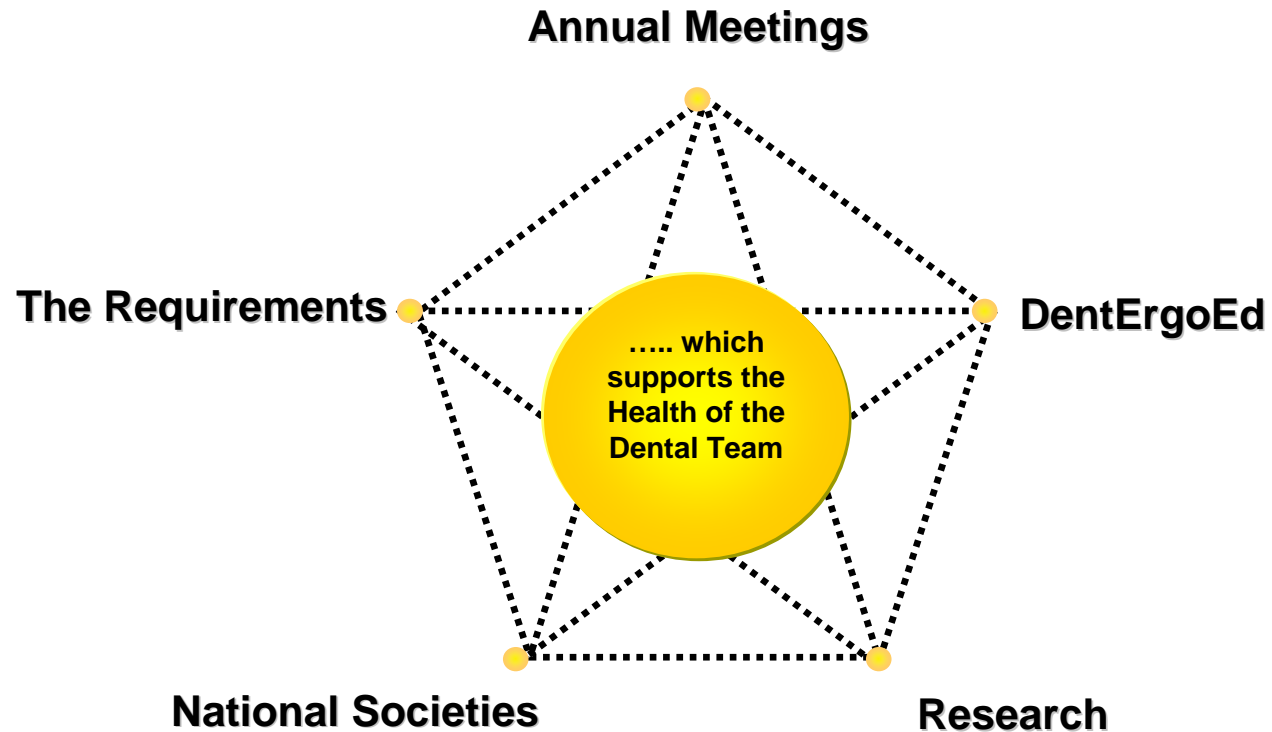 Annual Meetings
The Requirements
DentErgoEd
….. which
supports the
Health of the
Dental Team
National Societies
Research